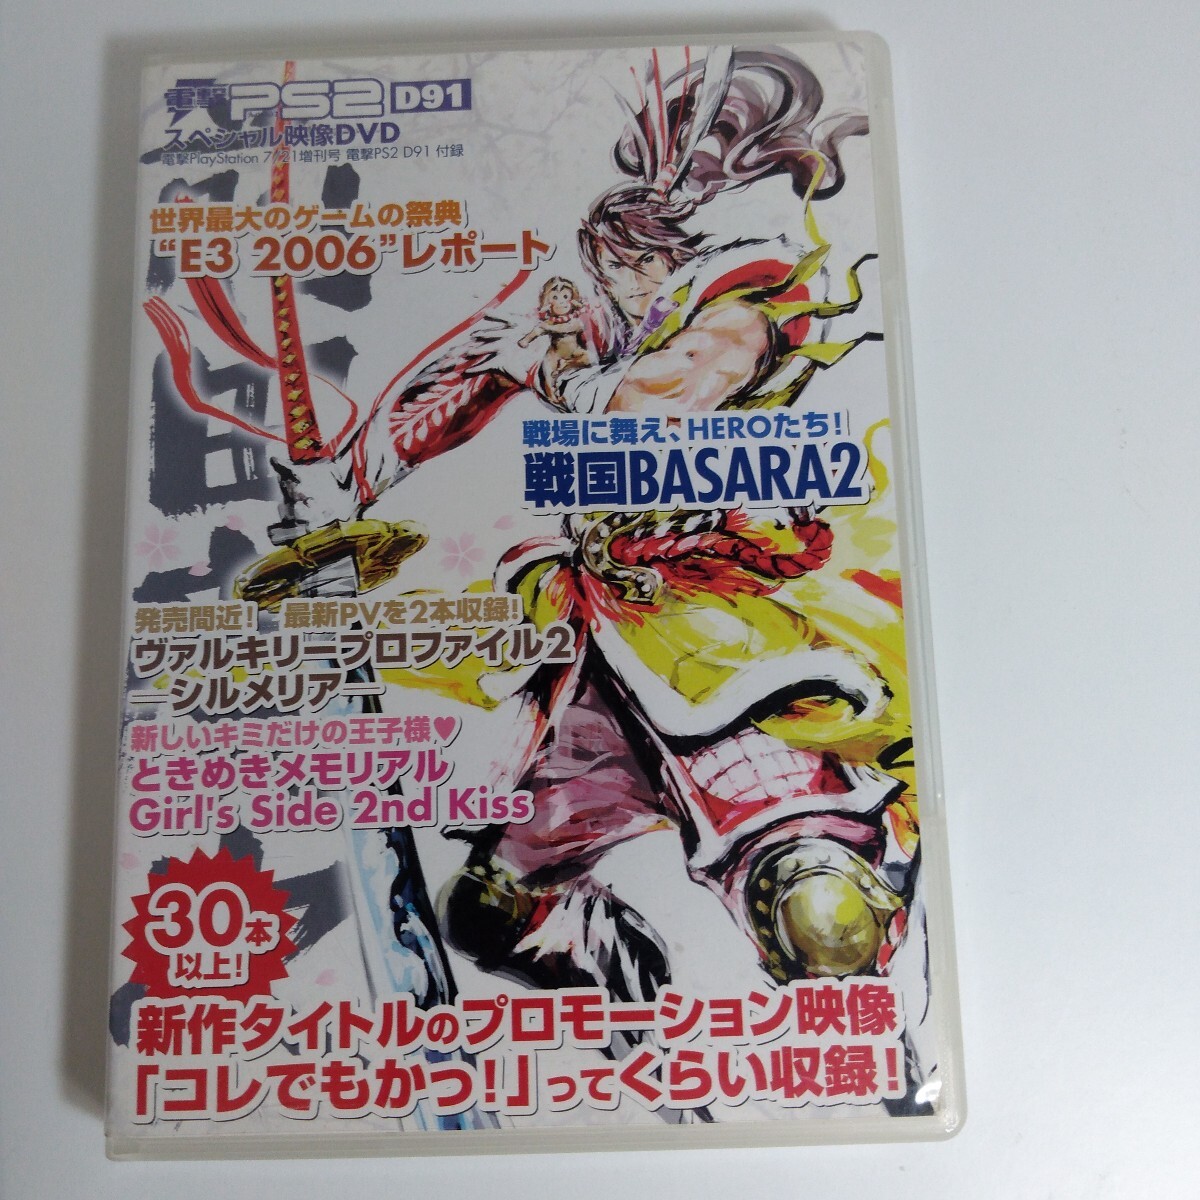 電撃PS2 D91
スペシャル映像DVD
電撃PlayStation 7/21増刊号 電撃PS2 D91 付録
世界最大のゲームの祭典
“E3 2006”レポート
戦場に舞え、HEROたち!
戦国BASARA2
発売間近! 最新PVを2本収録!
ヴァルキリープロファイル2
―シルメリア―
新しいキミだけの王子様♥
ときめきメモリアル
Girl's Side 2nd Kiss
30本
以上!
新作タイトルのプロモーション映像
「コレでもかっ!」ってくらい収録!